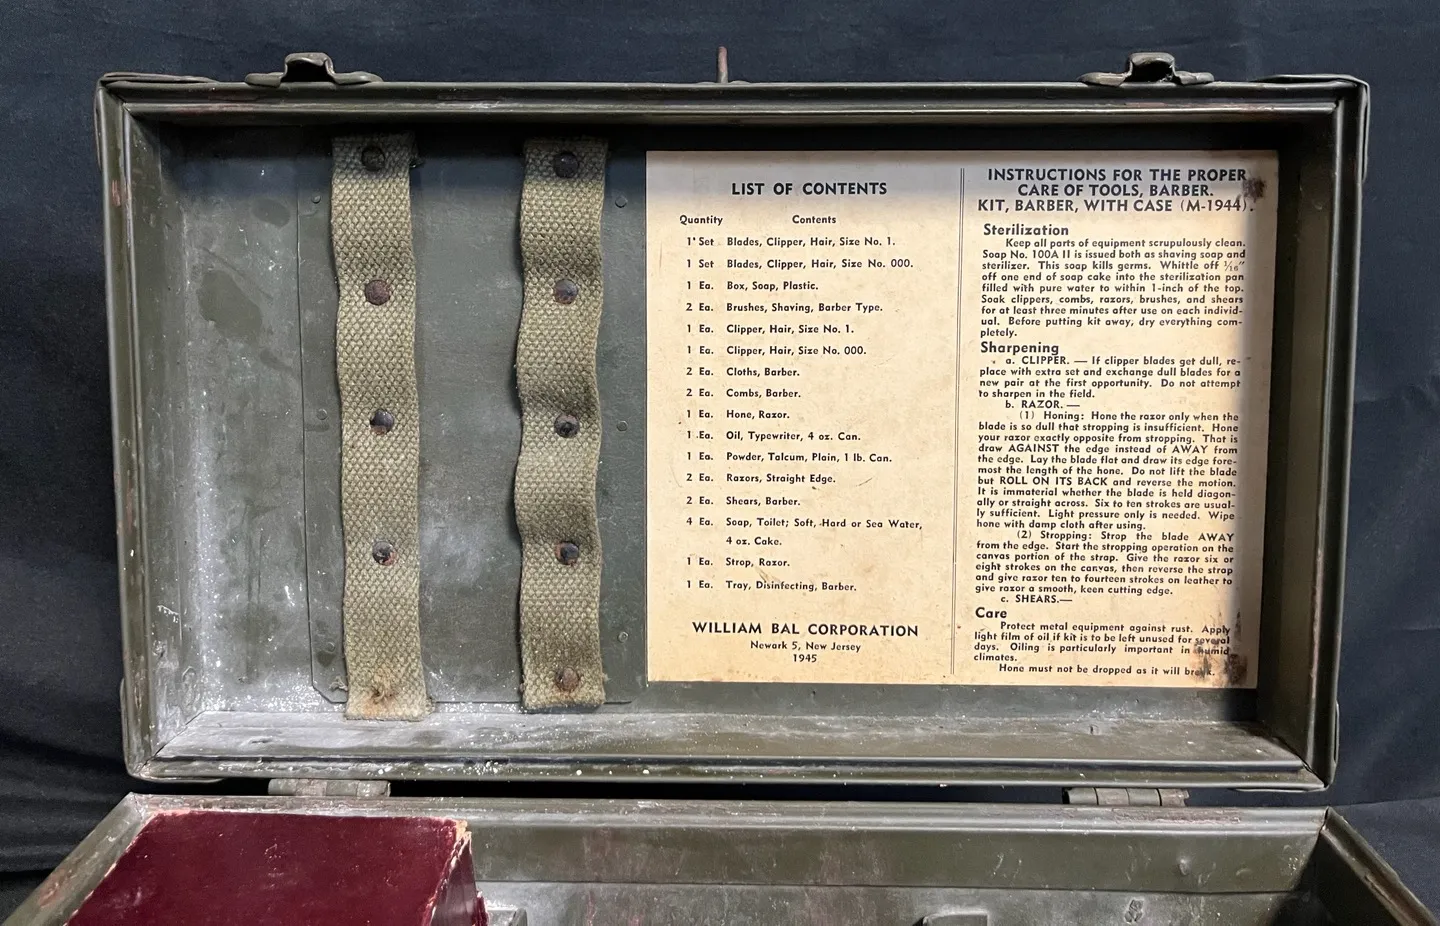 LIST OF CONTENTS
Quantity Contents
1 Set Blades, Clipper, Hair, Size No. 1.
1 Set Blades, Clipper, Hair, Size No. 000.
1 Ea. Box, Soap, Plastic.
2 Ea. Brushes, Shaving, Barber Type.
1 Ea. Clipper, Hair, Size No. 1.
1 Ea. Clipper, Hair, Size No. 000.
2 Ea. Cloths, Barber.
2 Ea. Combs, Barber.
1 Ea. Hone, Razor.
1 Ea. Oil, Typewriter, 4 oz. Can.
1 Ea. Powder, Talcum, Plain, 1 lb. Can.
2 Ea. Razors, Straight Edge.
2 Ea. Shears, Barber.
4 Ea. Soap, Toilet; Soft, Hard or Sea Water,
4 oz. Cake.
1 Ea. Strop, Razor.
1 Ea. Tray, Disinfecting, Barber.
WILLIAM BAL CORPORATION
Newark 5, New Jersey
1945
INSTRUCTIONS FOR THE PROPER
CARE OF TOOLS, BARBER.
KIT, BARBER, WITH CASE (M-1944).
Sterilization
Keep all parts of equipment scrupulously clean.
Soap No. 100A II is issued both as shaving soap and
sterilizer. This soap kills germs. Whittle off 1/16"
off one end of soap cake into the sterilization pan
filled with pure water to within 1-inch of the top.
Soak clippers, combs, razors, brushes, and shears
for at least three minutes after use on each individ-
ual. Before putting kit away, dry everything com-
pletely.
Sharpening
a. CLIPPER. — If clipper blades get dull, re-
place with extra set and exchange dull blades for a
new pair at the first opportunity. Do not attempt
to sharpen in the field.
b. RAZOR. —
(1) Honing: Hone the razor only when the
blade is so dull that stropping is insufficient. Hone
your razor exactly opposite from stropping. That is
draw AGAINST the edge instead of AWAY from
the edge. Lay the blade flat and draw its edge fore-
most the length of the hone. Do not lift the blade
but ROLL ON ITS BACK and reverse the motion.
It is immaterial whether the blade is held diagon-
ally or straight across. Six to ten strokes are usual-
ly sufficient. Light pressure only is needed. Wipe
hone with damp cloth after using.
(2) Stropping: Strop the blade AWAY
from the edge. Start the stropping operation on the
canvas portion of the strap. Give the razor six or
eight strokes on the canvas, then reverse the strap
and give razor ten to fourteen strokes on leather to
give razor a smooth, keen cutting edge.
c. SHEARS.—
Care
Protect metal equipment against rust. Apply
light film of oil if kit is to be left unused for several
days. Oiling is particularly important in humid
climates.
Hone must not be dropped as it will break.